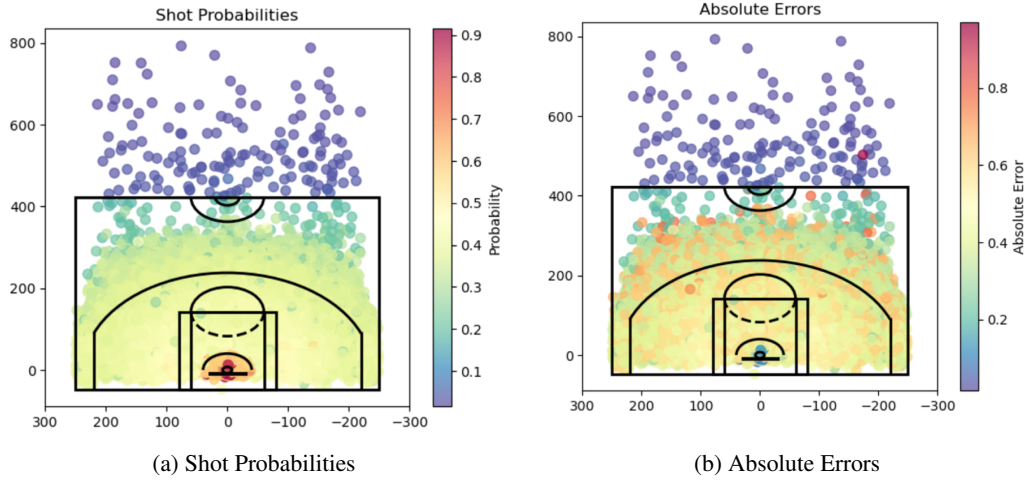 Shot Probabilities
800
600
400
200
0
300 200 100 0 −100 −200 −300
0.9
0.8
0.7
0.6
0.5
0.4
0.3
0.2
0.1
Probability
(a) Shot Probabilities
Absolute Errors
800
600
400
200
0
300 200 100 0 −100 −200 −300
0.8
0.6
0.4
0.2
Absolute Error
(b) Absolute Errors